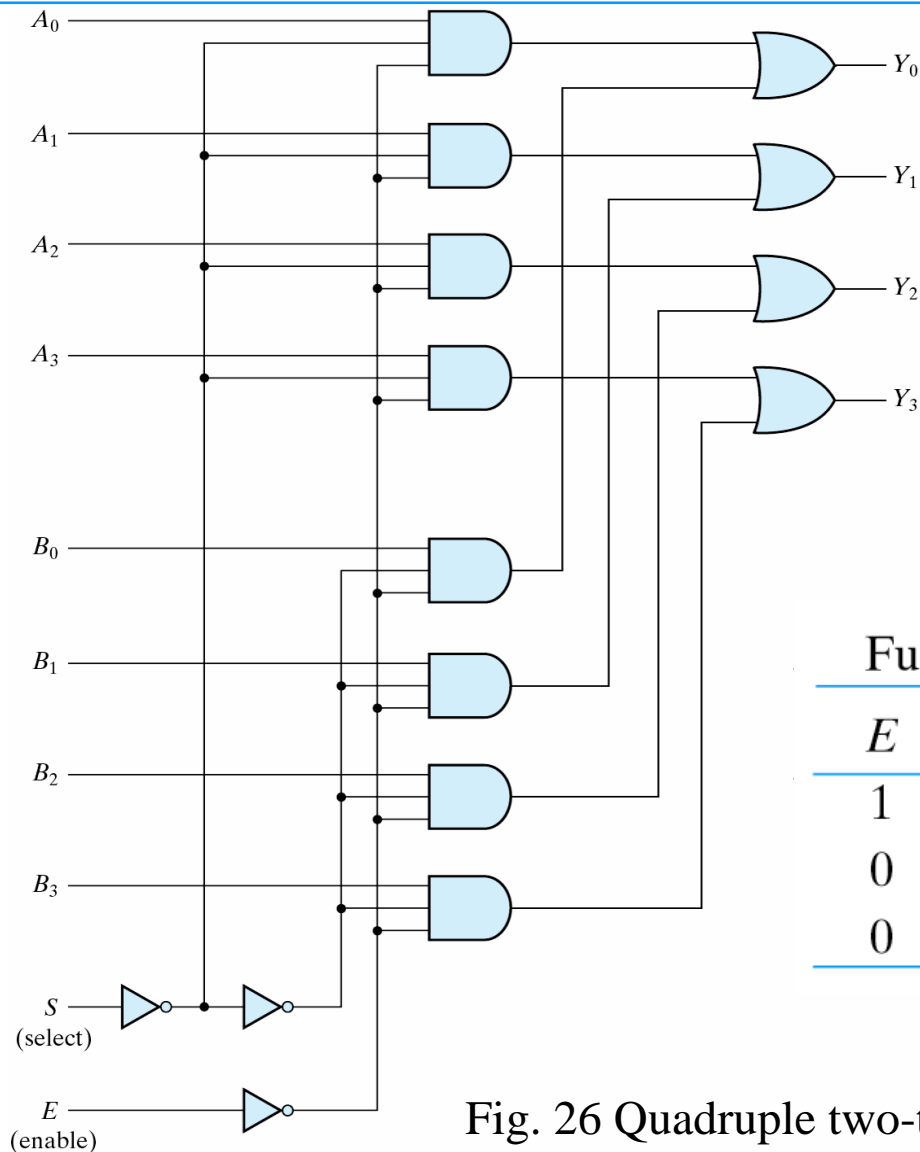 A0
Y0
A1
Y1
A2
Y2
A3
Y3
B0
B1
B2
B3
S
(select)
E
(enable)
Fu
E
1
0
0
Fig. 26 Quadruple two-t